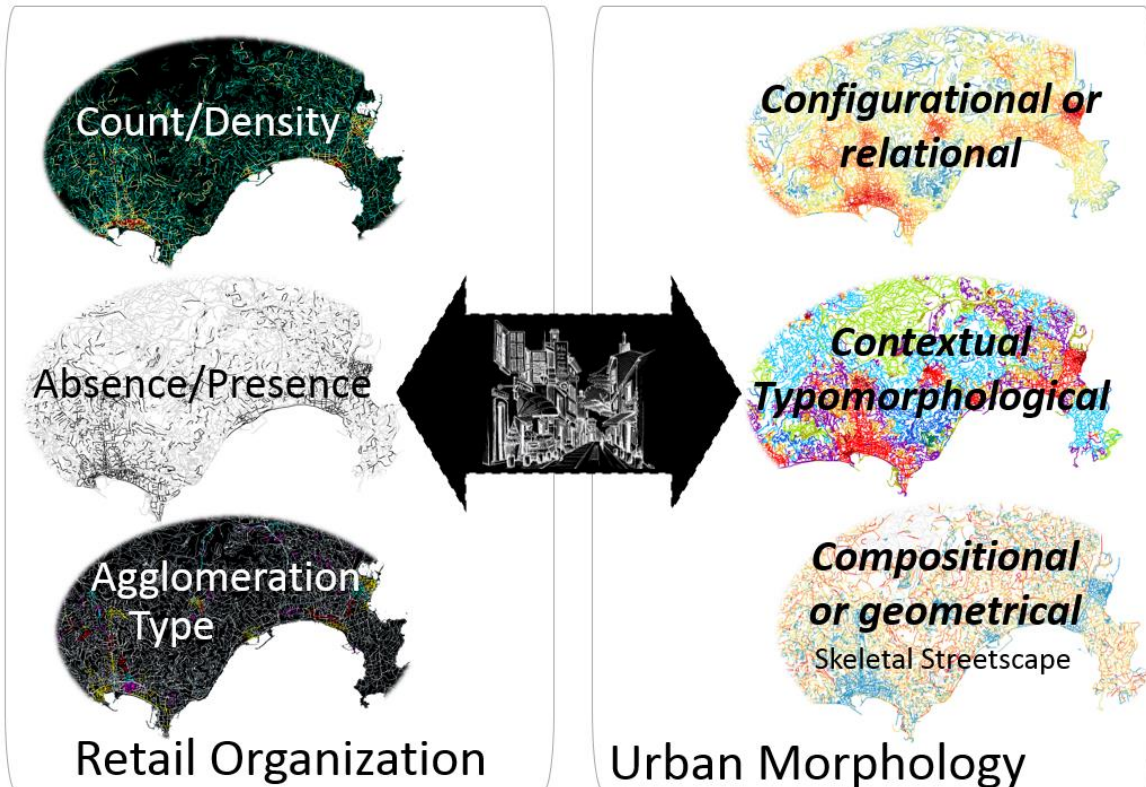 Count/Density
Absence/Presence
Agglomeration
Type
Retail Organization
Configurational or
relational
Contextual
Typomorphological
Compositional
or geometrical
Skeletal Streetscape
Urban Morphology